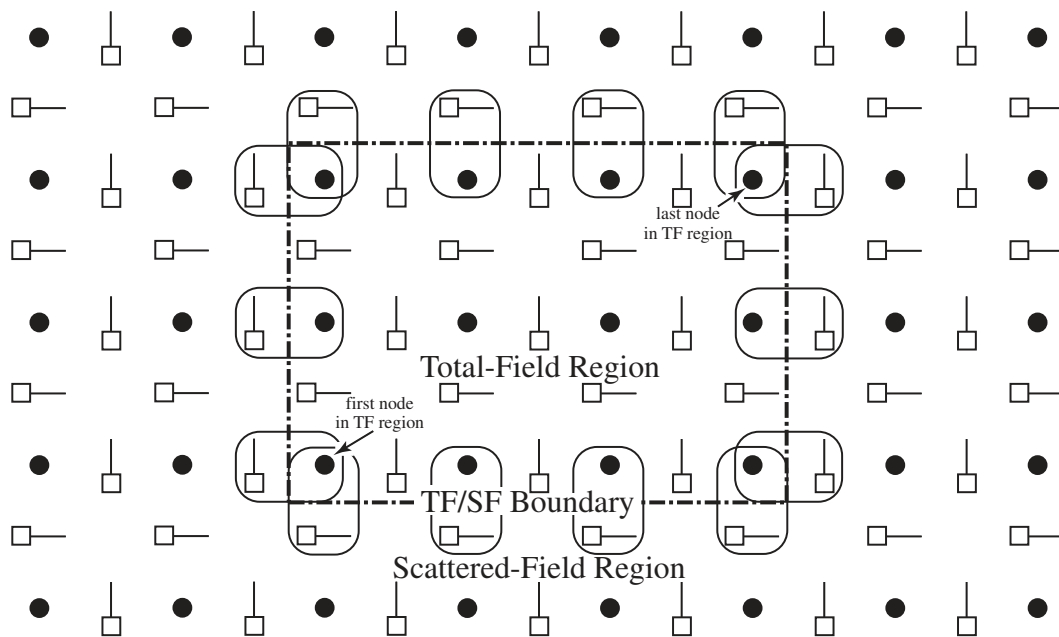 last node
in TF region
Total-Field Region
first node
in TF region
TF/SF Boundary
Scattered-Field Region